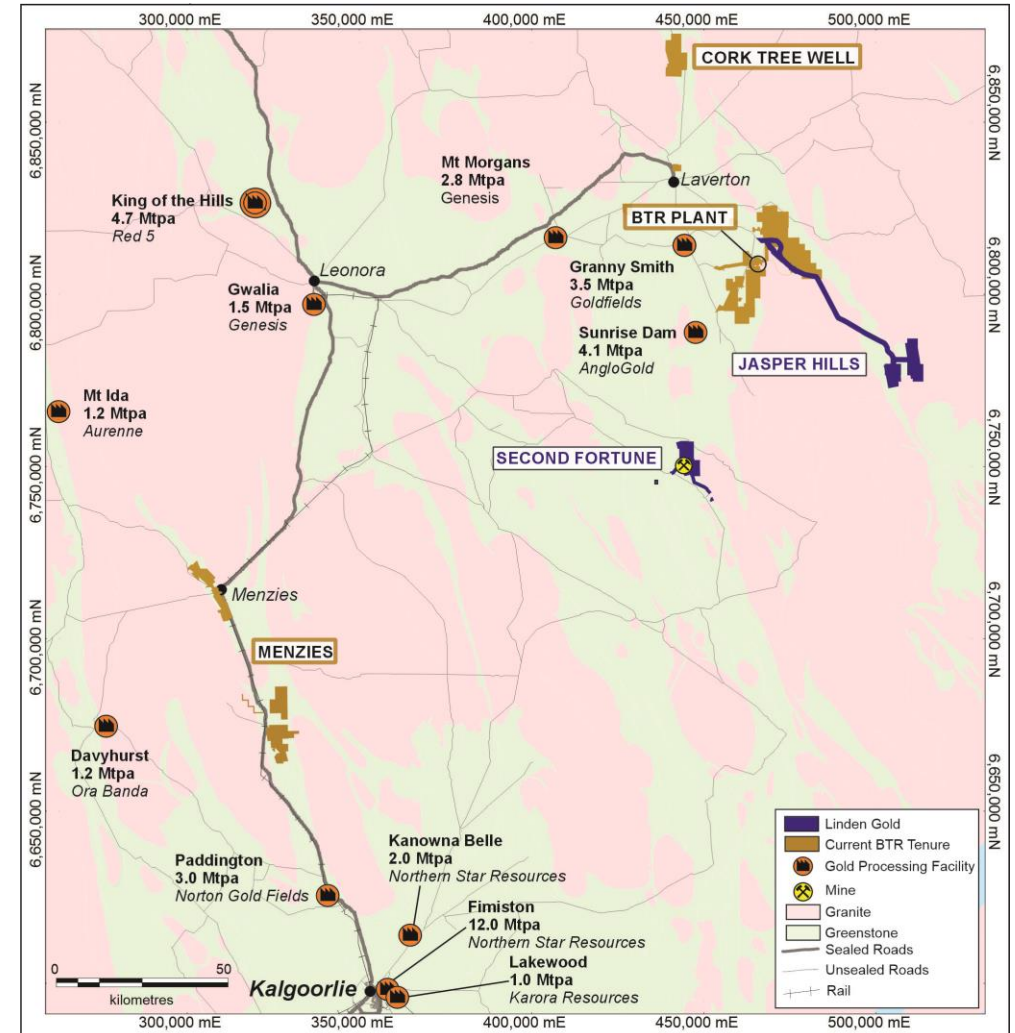 300,000 mE
350,000 mE
400,000 mE
450,000 mE
500,000 mE
CORK TREE WELL
6,850,000 mN
6,850,000 mN
Mt Morgans
2.8 Mtpa
Genesis
Laverton
King of the Hills
4.7 Mtpa
Red 5
BTR PLANT
Leonora
Granny Smith
3.5 Mtpa
Goldfields
6,800,000 mN
6,800,000 mN
Gwalia
1.5 Mtpa
Genesis
Sunrise Dam
4.1 Mtpa
AngloGold
JASPER HILLS
Mt Ida
1.2 Mtpa
Aurenne
SECOND FORTUNE
6,750,000 mN
6,750,000 mN
Menzies
MENZIES
6,700,000 mN
6,700,000 mN
Davyhurst
1.2 Mtpa
Ora Banda
6,650,000 mN
6,650,000 mN
Kanowna Belle
2.0 Mtpa
Northern Star Resources
Paddington
3.0 Mtpa
Norton Gold Fields
Fimiston
12.0 Mtpa
Northern Star Resources
Lakewood
1.0 Mtpa
Karora Resources
Kalgoorlie
0
50
kilometres
Linden Gold
Current BTR Tenure
Gold Processing Facility
Mine
Granite
Greenstone
Sealed Roads
Unsealed Roads
Rail
300,000 mE
350,000 mE
400,000 mE
450,000 mE
500,000 mE